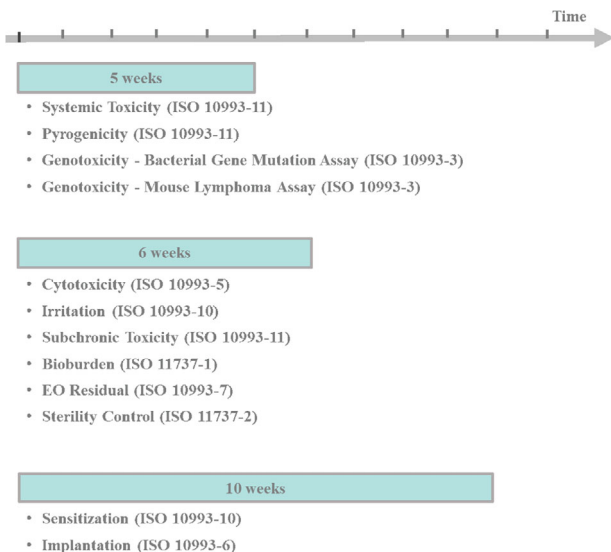 Time
5 weeks
• Systemic Toxicity (ISO 10993-11)
• Pyrogenicity (ISO 10993-11)
• Genotoxicity - Bacterial Gene Mutation Assay (ISO 10993-3)
• Genotoxicity - Mouse Lymphoma Assay (ISO 10993-3)
6 weeks
• Cytotoxicity (ISO 10993-5)
• Irritation (ISO 10993-10)
• Subchronic Toxicity (ISO 10993-11)
• Bioburden (ISO 11737-1)
• EO Residual (ISO 10993-7)
• Sterility Control (ISO 11737-2)
10 weeks
• Sensitization (ISO 10993-10)
• Implantation (ISO 10993-6)